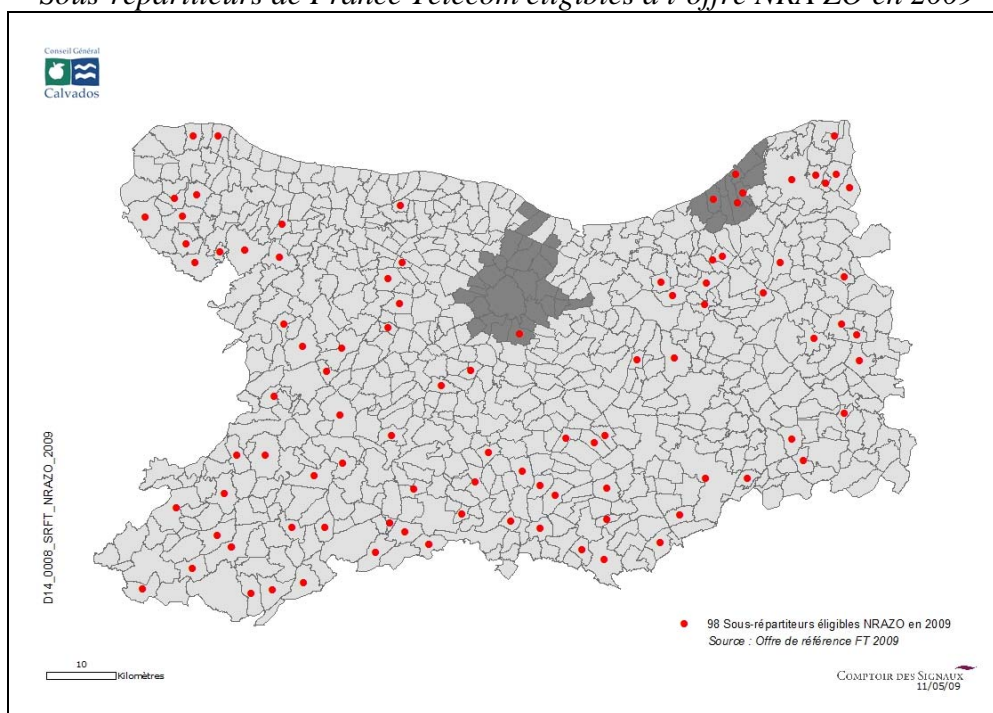 Sous-répartiteurs de France Télécom éligibles à l'offre NRA ZO en 2009
Conseil Général
Calvados
D14_0008_SRFT_NRAZO_2009
98 Sous-répartiteurs éligibles NRAZO en 2009
Source : Offre de référence FT 2009
10
Kilomètres
COMPTOIR DES SIGNAUX
11/05/09